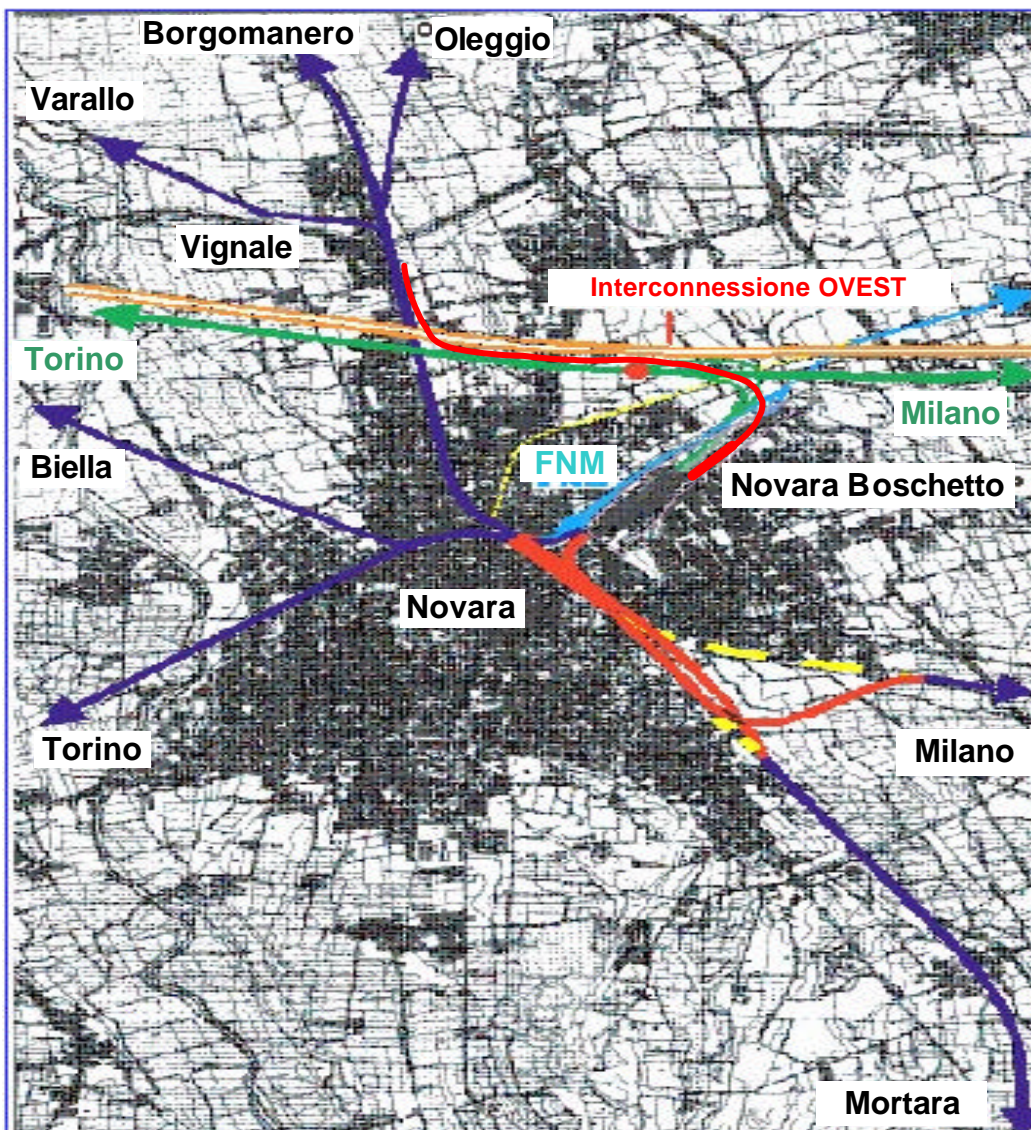 Borgomanero
Oleggio
Varallo
Vignale
Interconnessione OVEST
Torino
Milano
Biella
FNM
Novara Boschetto
Novara
Torino
Milano
Mortara